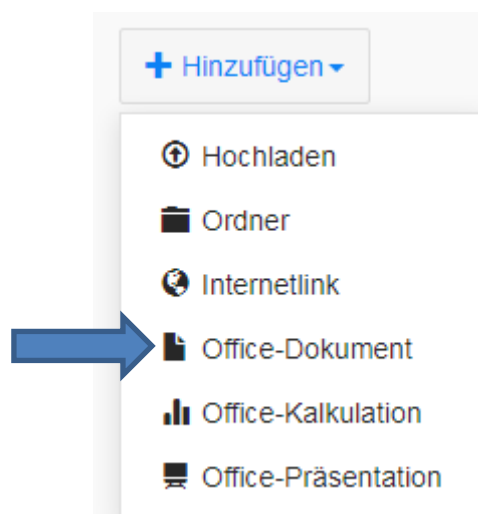 Hinzufügen
Hochladen
Ordner
Internetlink
Office-Dokument
Office-Kalkulation
Office-Präsentation